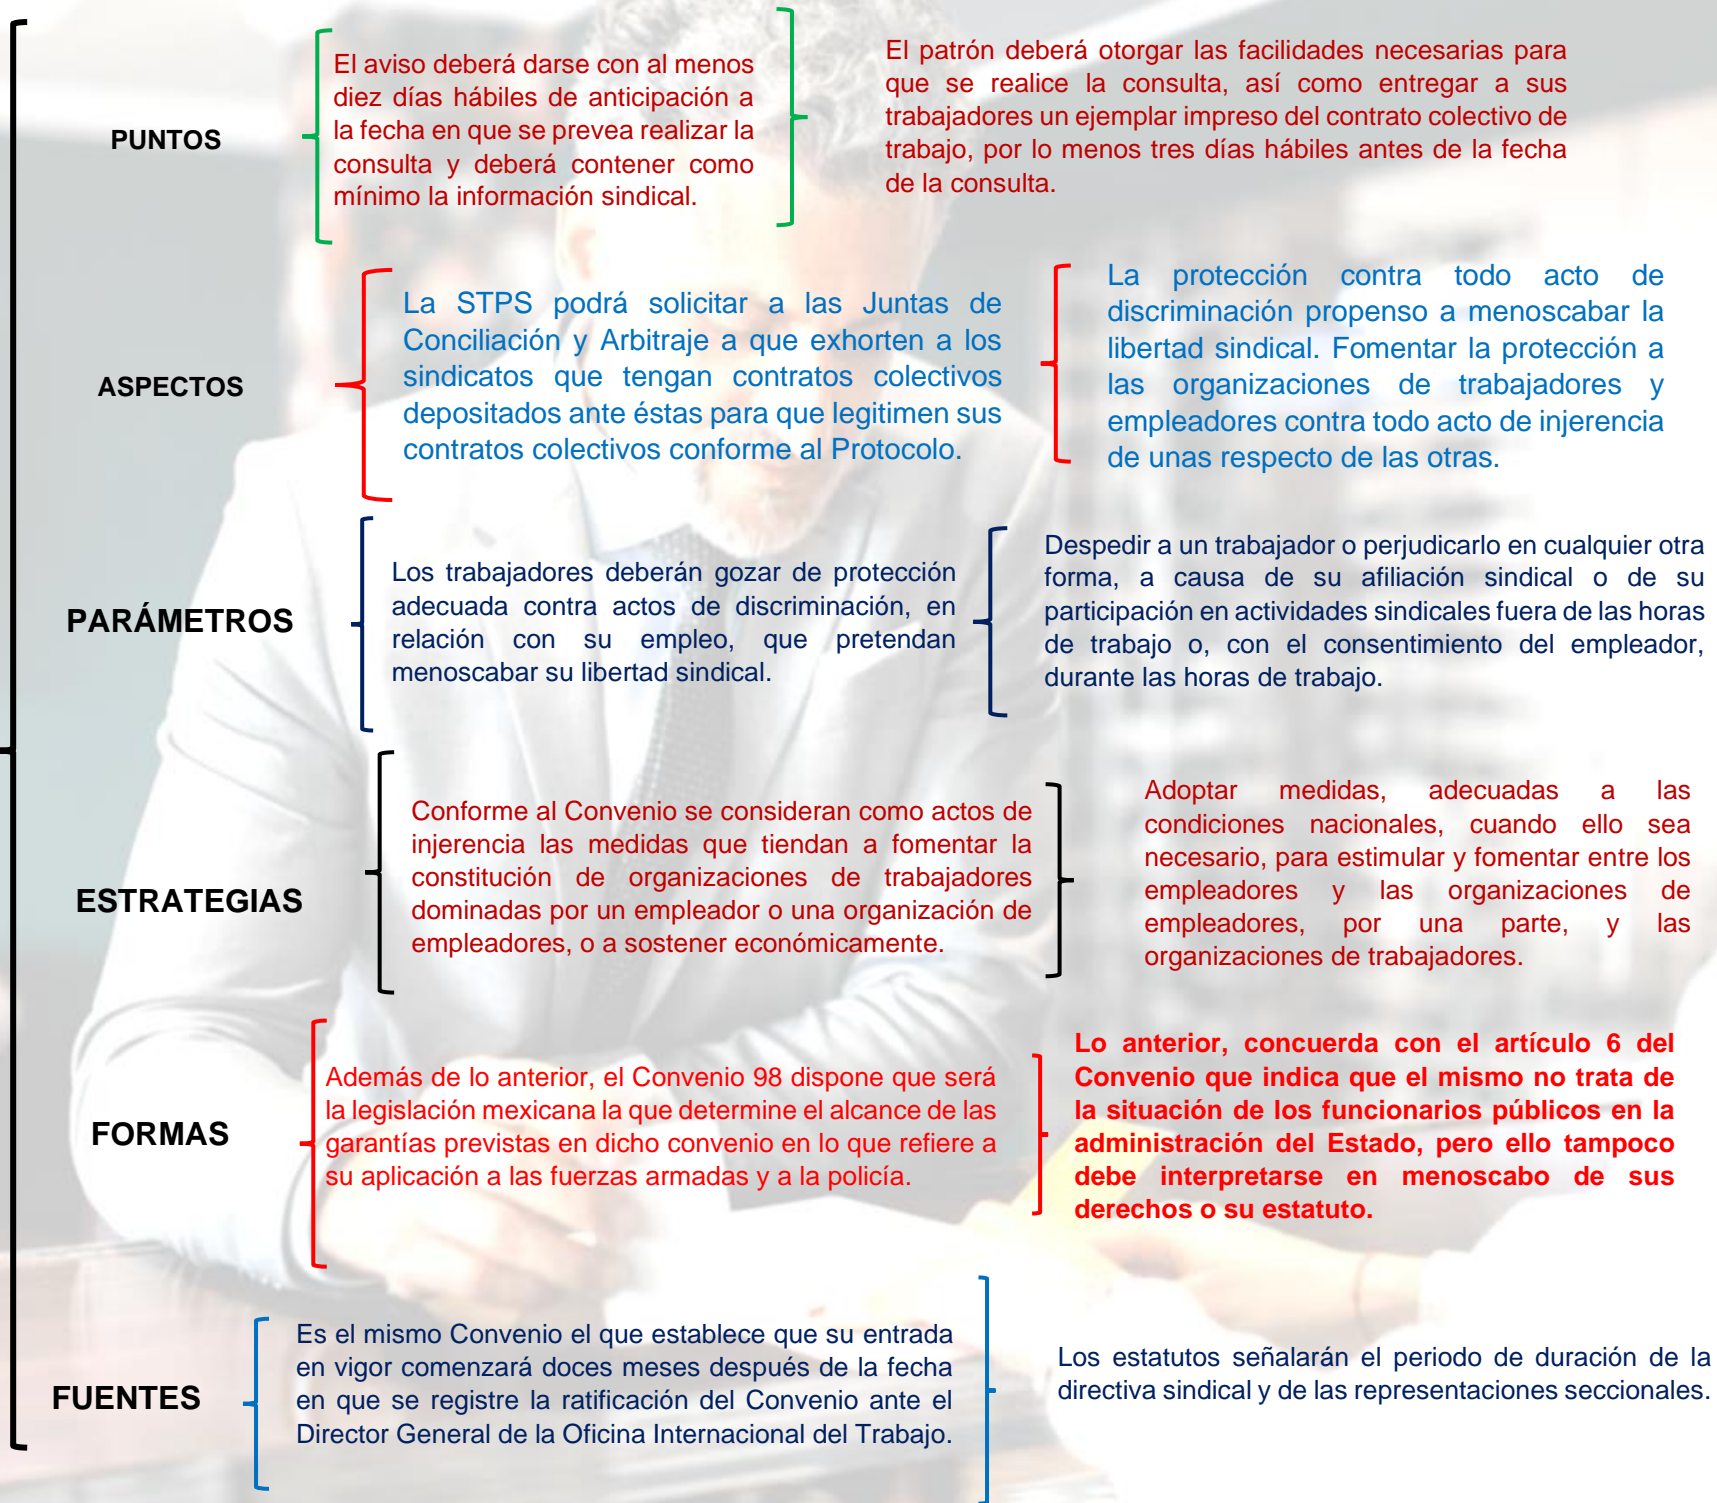 PUNTOS
El aviso deberá darse con al menos
diez días hábiles de anticipación a
la fecha en que se prevea realizar la
consulta y deberá contener como
mínimo la información sindical.
El patrón deberá otorgar las facilidades necesarias para
que se realice la consulta, así como entregar a sus
trabajadores un ejemplar impreso del contrato colectivo de
trabajo, por lo menos tres días hábiles antes de la fecha
de la consulta.
ASPECTOS
La STPS podrá solicitar a las Juntas de
Conciliación y Arbitraje a que exhorten a los
sindicatos que tengan contratos colectivos
depositados ante éstas para que legitimen sus
contratos colectivos conforme al Protocolo.
La protección contra todo acto de
discriminación propenso a menoscabar la
libertad sindical. Fomentar la protección a
las organizaciones de trabajadores y
empleadores contra todo acto de injerencia
de unas respecto de las otras.
PARÁMETROS
Los trabajadores deberán gozar de protección
adecuada contra actos de discriminación, en
relación con su empleo, que pretendan
menoscabar su libertad sindical.
Despedir a un trabajador o perjudicarlo en cualquier otra
forma, a causa de su afiliación sindical o de su
participación en actividades sindicales fuera de las horas
de trabajo o, con el consentimiento del empleador,
durante las horas de trabajo.
ESTRATEGIAS
Conforme al Convenio se consideran como actos de
injerencia las medidas que tiendan a fomentar la
constitución de organizaciones de trabajadores
dominadas por un empleador o una organización de
empleadores, o a sostener económicamente.
Adoptar medidas, adecuadas a las
condiciones nacionales, cuando ello sea
necesario, para estimular y fomentar entre los
empleadores y las organizaciones de
empleadores, por una parte, y las
organizaciones de trabajadores.
FORMAS
Además de lo anterior, el Convenio 98 dispone que será
la legislación mexicana la que determine el alcance de las
garantías previstas en dicho convenio en lo que refiere a
su aplicación a las fuerzas armadas y a la policía.
Lo anterior, concuerda con el artículo 6 del
Convenio que indica que el mismo no trata de
la situación de los funcionarios públicos en la
administración del Estado, pero ello tampoco
debe interpretarse en menoscabo de sus
derechos o su estatuto.
FUENTES
Es el mismo Convenio el que establece que su entrada
en vigor comenzará doces meses después de la fecha
en que se registre la ratificación del Convenio ante el
Director General de la Oficina Internacional del Trabajo.
Los estatutos señalarán el periodo de duración de la
directiva sindical y de las representaciones seccionales.